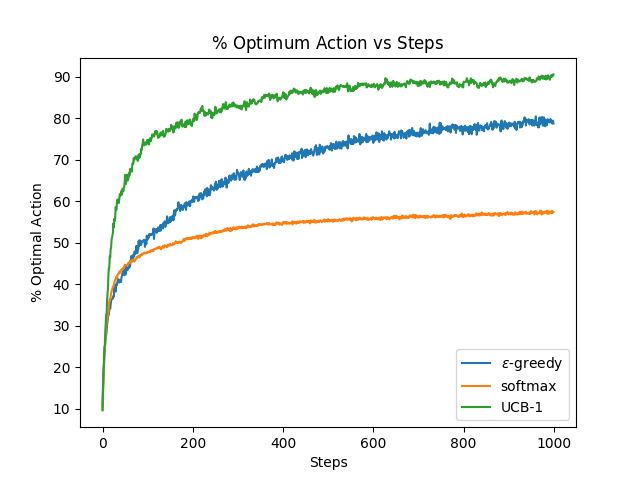 % Optimum Action vs Steps
% Optimal Action
90
80
70
60
50
40
30
20
10
0
200
400
600
800
1000
Steps
ε-greedy
softmax
UCB-1